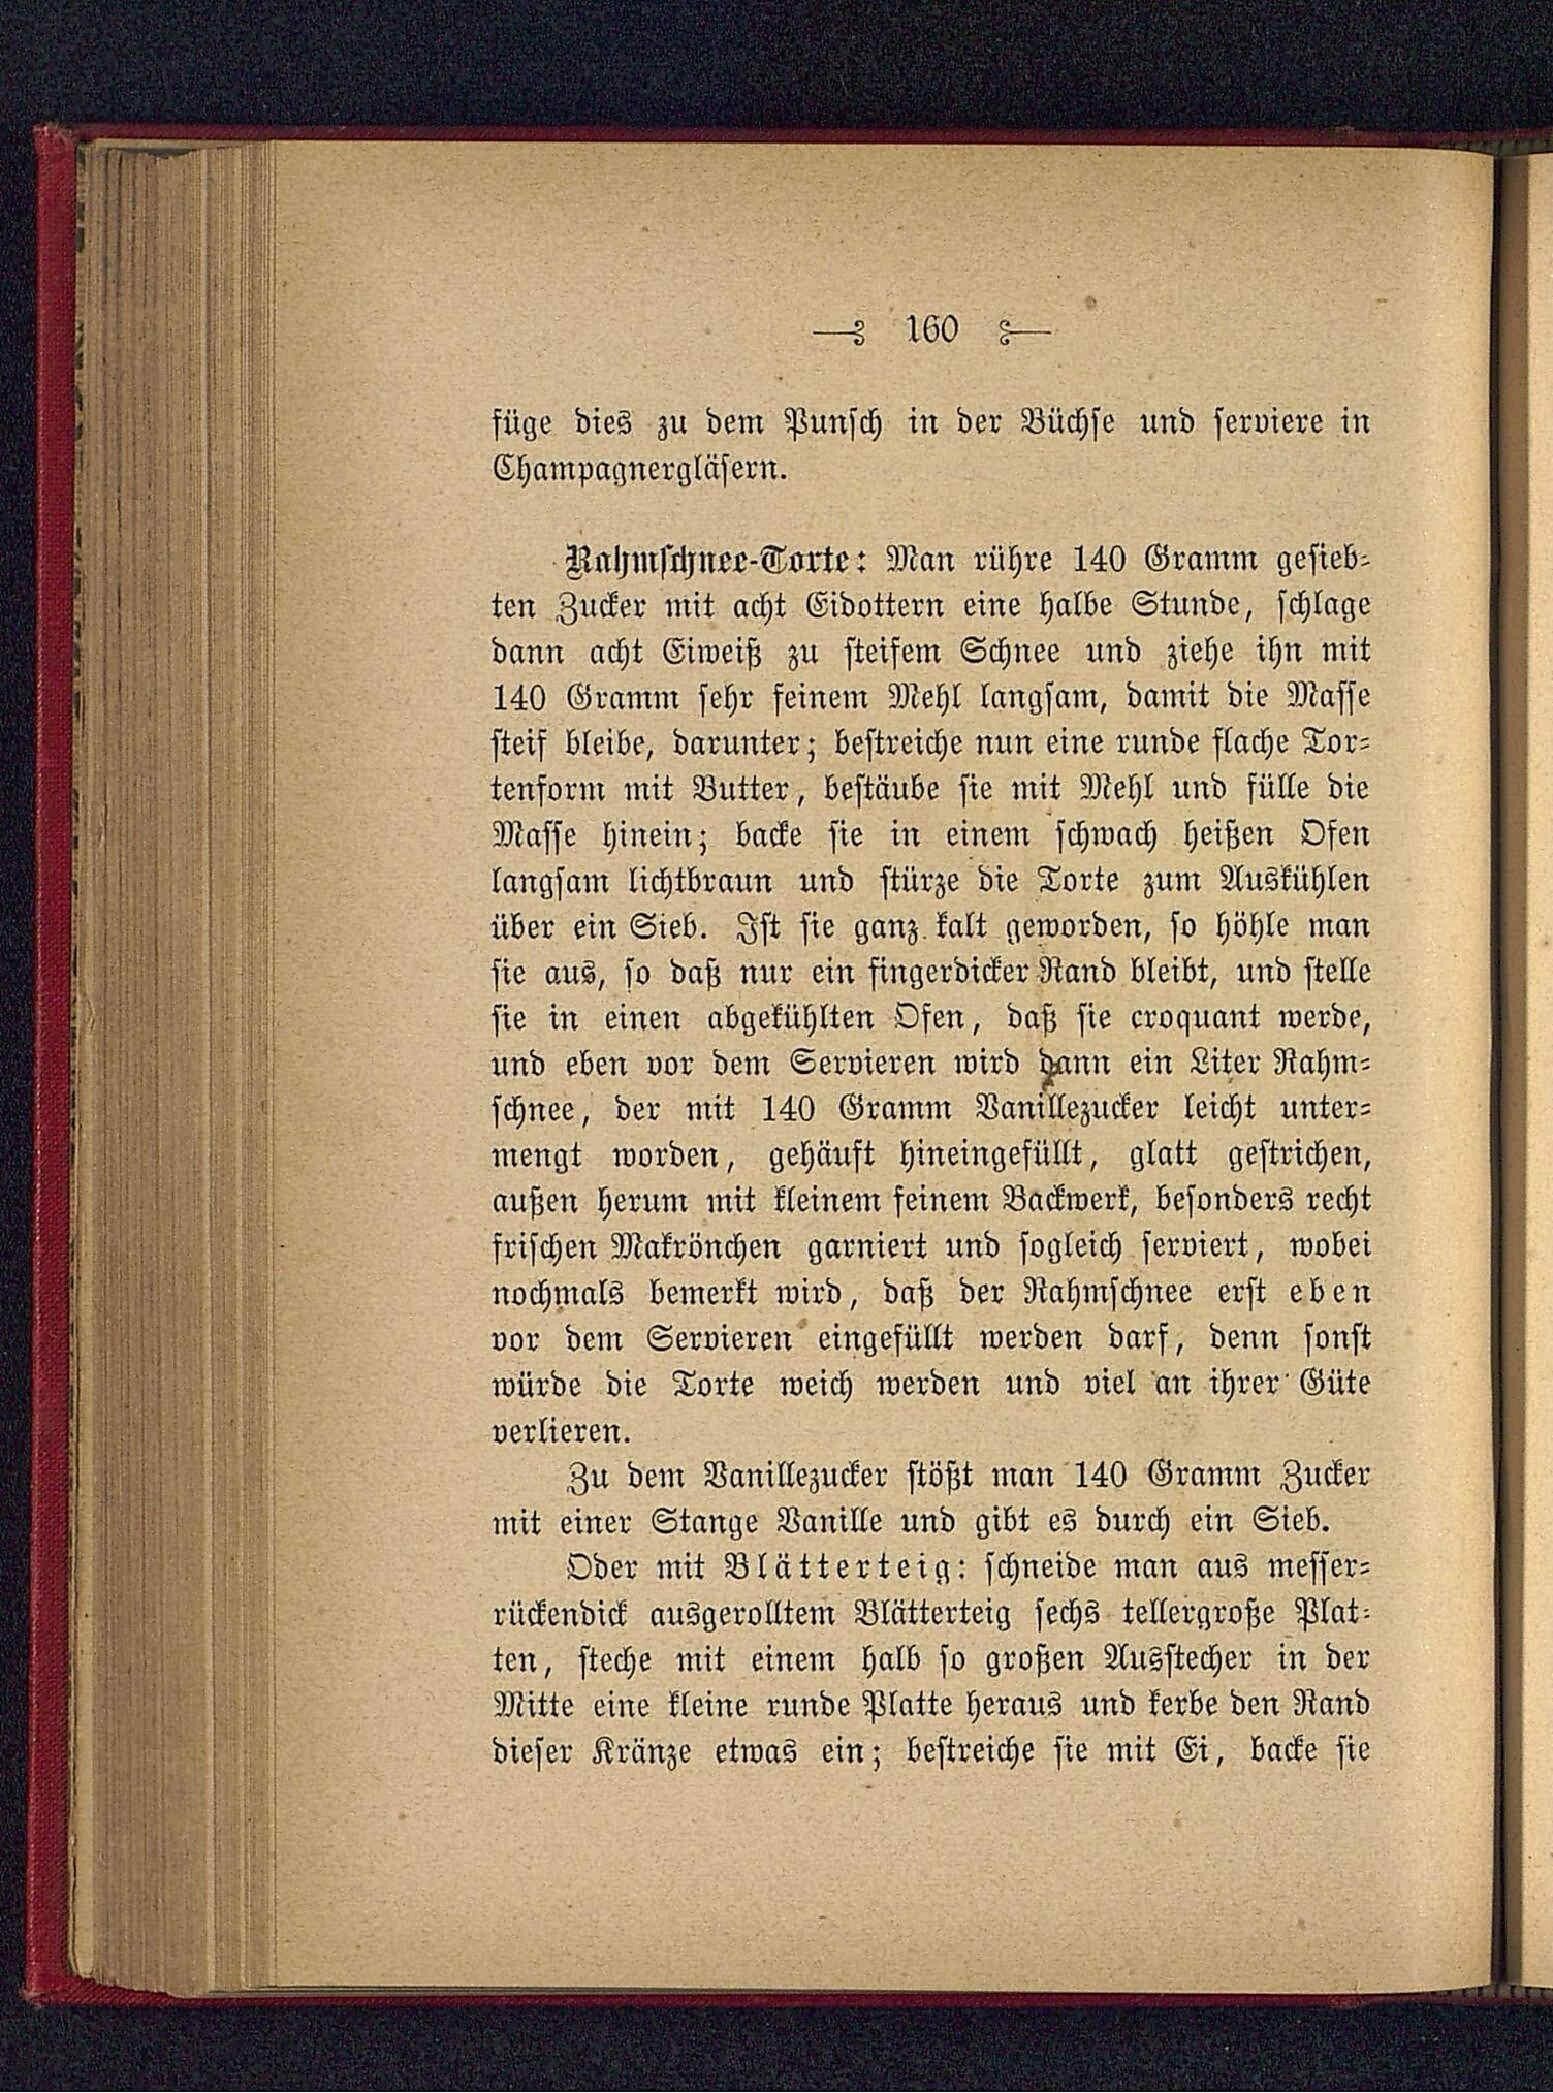 160
füge dies zu dem Punsch in der Büchse und serviere in
Champagnergläsern.
Rahmschnee-Torte: Man rühre 140 Gramm gesieb-
ten Zucker mit acht Eidottern eine halbe Stunde, schlage
dann acht Eiweiß zu steifem Schnee und ziehe ihn mit
140 Gramm sehr feinem Mehl langsam, damit die Masse
steif bleibe, darunter; bestreiche nun eine runde flache Tor-
tenform mit Butter, bestäube sie mit Mehl und fülle die
Masse hinein; backe sie in einem schwach heißen Ofen
langsam lichtbraun und stürze die Torte zum Auskühlen
über ein Sieb. Ist sie ganz kalt geworden, so höhle man
sie aus, so daß nur ein fingerdicker Rand bleibt, und stelle
sie in einen abgekühlten Ofen, daß sie croquant werde,
und eben vor dem Servieren wird dann ein Liter Rahm-
schnee, der mit 140 Gramm Vanillezucker leicht unter-
mengt worden, gehäuft hineingefüllt, glatt gestrichen,
außen herum mit kleinem feinem Backwerk, besonders recht
frischen Makrönchen garniert und sogleich serviert, wobei
nochmals bemerkt wird, daß der Rahmschnee erst eben
vor dem Servieren eingefüllt werden darf, denn sonst
würde die Torte weich werden und viel an ihrer Güte
verlieren.
Zu dem Vanillezucker stößt man 140 Gramm Zucker
mit einer Stange Vanille und gibt es durch ein Sieb.
Oder mit Blätterteig: schneide man aus messer-
rückendick ausgerolltem Blätterteig sechs tellergroße Plat-
ten, steche mit einem halb so großen Ausstecher in der
Mitte eine kleine runde Platte heraus und kerbe den Rand
dieser Kränze etwas ein; bestreiche sie mit Ei, backe sie